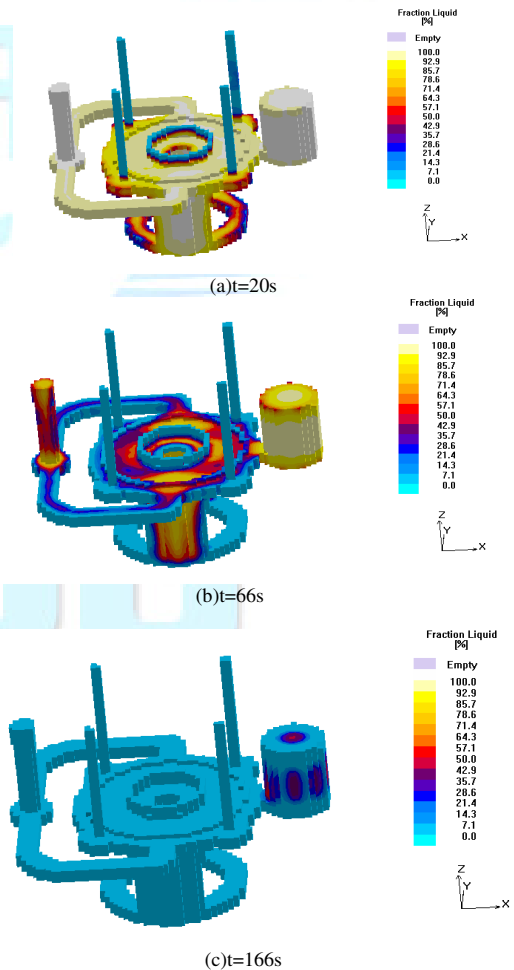 Fraction Liquid
[%]
Empty
100.0
92.9
85.7
78.6
71.4
64.3
57.1
50.0
42.9
35.7
28.6
21.4
14.3
7.1
0.0
Z
Y
X
(a)t=20s
Fraction Liquid
[%]
Empty
100.0
92.9
85.7
78.6
71.4
64.3
57.1
50.0
42.9
35.7
28.6
21.4
14.3
7.1
0.0
Z
Y
X
(b)t=66s
Fraction Liquid
[%]
Empty
100.0
92.9
85.7
78.6
71.4
64.3
57.1
50.0
42.9
35.7
28.6
21.4
14.3
7.1
0.0
Z
Y
X
(c)t=166s